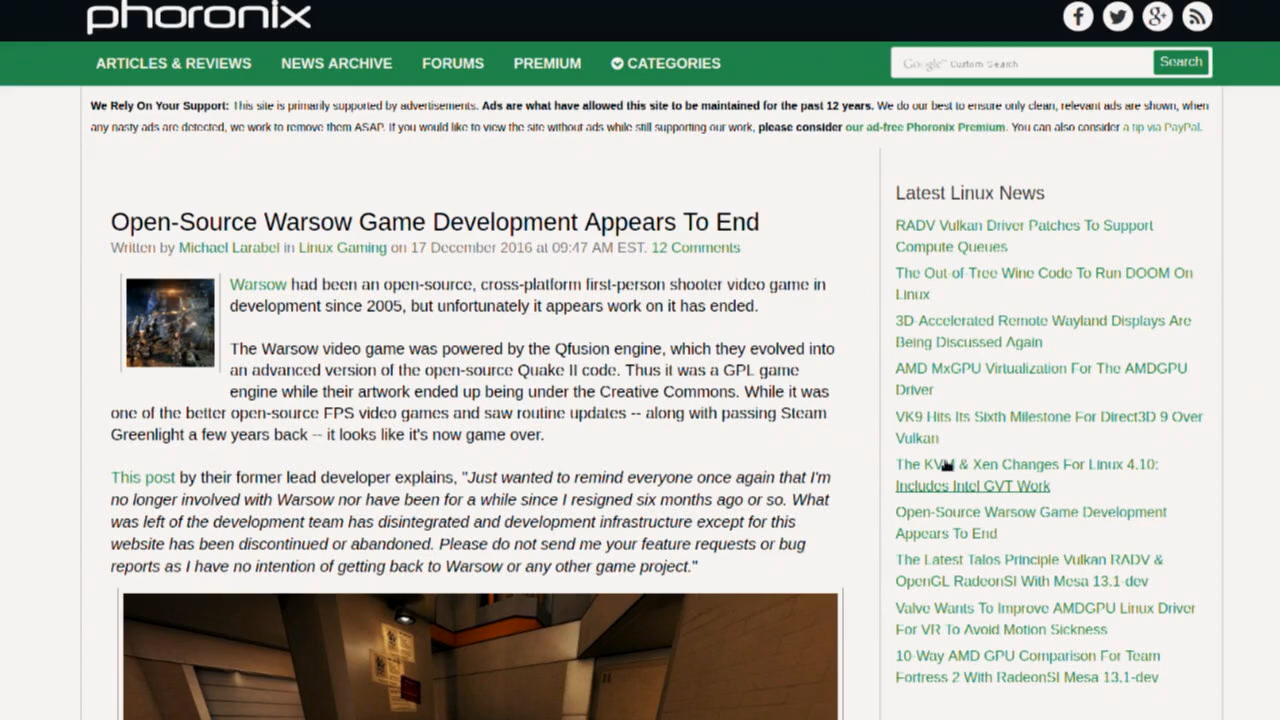 phoronix
ARTICLES & REVIEWS NEWS ARCHIVE FORUMS PREMIUM CATEGORIES
Google™ Custom Search Search
We Rely On Your Support: This site is primarily supported by advertisements. Ads are what have allowed this site to be maintained for the past 12 years. We do our best to ensure only clean, relevant ads are shown, when
any nasty ads are detected, we work to remove them ASAP. If you would like to view the site without ads while still supporting our work, please consider our ad-free Phoronix Premium. You can also consider a tip via PayPal.
Open-Source Warsow Game Development Appears To End
Written by Michael Larabel in Linux Gaming on 17 December 2016 at 09:47 AM EST. 12 Comments
Warsow had been an open-source, cross-platform first-person shooter video game in
development since 2005, but unfortunately it appears work on it has ended.
The Warsow video game was powered by the Qfusion engine, which they evolved into
an advanced version of the open-source Quake II code. Thus it was a GPL game
engine while their artwork ended up being under the Creative Commons. While it was
one of the better open-source FPS video games and saw routine updates -- along with passing Steam
Greenlight a few years back -- it looks like it's now game over.
This post by their former lead developer explains, "Just wanted to remind everyone once again that I'm
no longer involved with Warsow nor have been for a while since I resigned six months ago or so. What
was left of the development team has disintegrated and development infrastructure except for this
website has been discontinued or abandoned. Please do not send me your feature requests or bug
reports as I have no intention of getting back to Warsow or any other game project."
Latest Linux News
RADV Vulkan Driver Patches To Support
Compute Queues
The Out-of-Tree Wine Code To Run DOOM On
Linux
3D-Accelerated Remote Wayland Displays Are
Being Discussed Again
AMD MxGPU Virtualization For The AMDGPU
Driver
VK9 Hits Its Sixth Milestone For Direct3D 9 Over
Vulkan
The KVM & Xen Changes For Linux 4.10:
Includes Intel GVT Work
Open-Source Warsow Game Development
Appears To End
The Latest Talos Principle Vulkan RADV &
OpenGL RadeonSI With Mesa 13.1-dev
Valve Wants To Improve AMDGPU Linux Driver
For VR To Avoid Motion Sickness
10-Way AMD GPU Comparison For Team
Fortress 2 With RadeonSI Mesa 13.1-dev